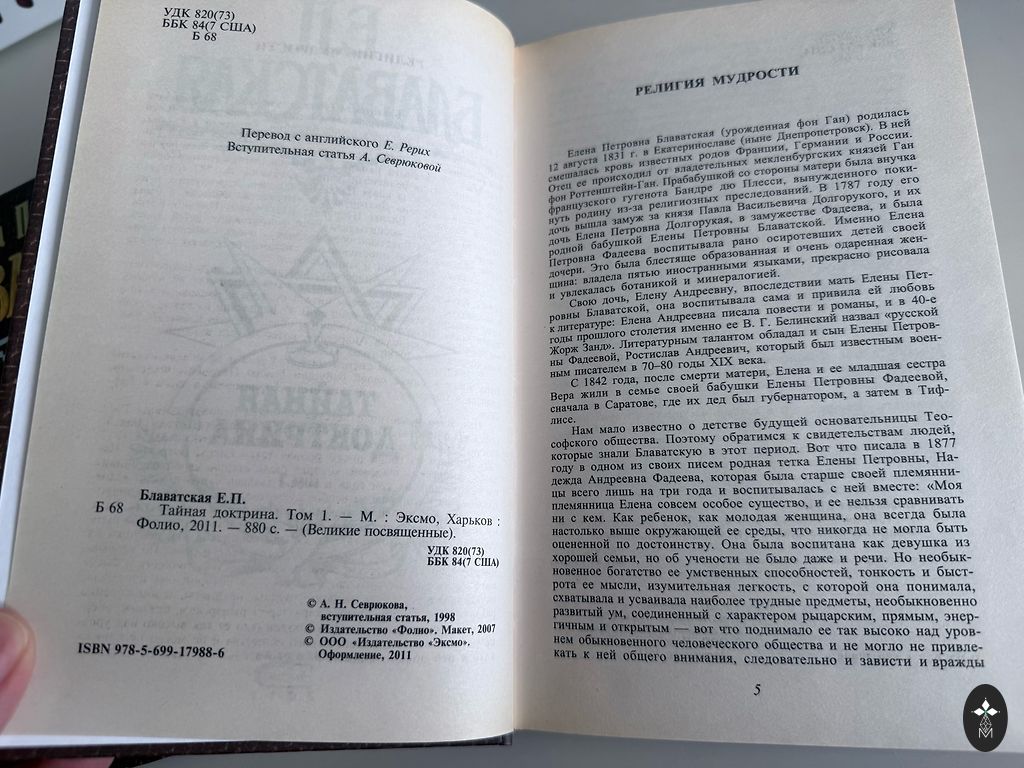 УДК 820(73)
ББК 84(7 США)
Б 68
Перевод с английского Е. Рерих
Вступительная статья А. Севрюковой
Блаватская Е.П.
Б 68 Тайная доктрина. Том 1. — М. : Эксмо, Харьков :
Фолио, 2011. — 880 с. — (Великие посвященные).
УДК 820(73)
ББК 84(7 США)
© А. Н. Севрюкова,
вступительная статья, 1998
© Издательство «Фолио». Макет, 2007
© ООО «Издательство «Эксмо».
Оформление, 2011
ISBN 978-5-699-17988-6
РЕЛИГИЯ МУДРОСТИ
Елена Петровна Блаватская (урожденная фон Ган) родилась
12 августа 1831 г. в Екатеринославе (ныне Днепропетровск). В ней
смешалась кровь известных родов Франции, Германии и России.
Отец ее происходил от владетельных мекленбургских князей Ган
фон Роттенштейн-Ган. Прабабушкой со стороны матери была внучка
французского гугенота Бандре дю Плесси, вынужденного поки-
нуть родину из-за религиозных преследований. В 1787 году его
дочь вышла замуж за князя Павла Васильевича Долгорукого, и их
дочь Елена Петровна Долгорукая, в замужестве Фадеева, и была
родной бабушкой Елены Петровны Блаватской. Именно Елена
Петровна Фадеева воспитывала рано осиротевших детей своей
дочери. Это была блестяще образованная и очень одаренная жен-
щина: владела пятью иностранными языками, прекрасно рисовала
и увлекалась ботаникой и минералогией.
Свою дочь, Елену Андреевну, впоследствии мать Елены Пет-
ровны Блаватской, она воспитывала сама и привила ей любовь
к литературе: Елена Андреевна писала повести и романы, и в 40-е
годы прошлого столетия именно ее В. Г. Белинский назвал «русской
Жорж Занд». Литературным талантом обладал и сын Елены Петров-
ны Фадеевой, Ростислав Андреевич, который был известным воен-
ным писателем в 70–80 годы XIX века.
С 1842 года, после смерти матери, Елена и ее младшая сестра
Вера жили в семье своей бабушки Елены Петровны Фадеевой,
сначала в Саратове, где их дед был губернатором, а затем в Тиф-
лисе.
Нам мало известно о детстве будущей основательницы Тео-
софского общества. Поэтому обратимся к свидетельствам людей,
которые знали Блаватскую в этот период. Вот что писала в 1877
году в одном из своих писем родная тетка Елены Петровны, На-
дежда Андреевна Фадеева, которая была старше своей племянни-
цы всего лишь на три года и воспитывалась с ней вместе: «Моя
племянница Елена совсем особое существо, и ее нельзя сравнивать
ни с кем. Как ребенок, как молодая женщина, она всегда была
настолько выше окружающей ее среды, что никогда не могла быть
оцененной по достоинству. Она была воспитана как девушка из
хорошей семьи, но об учености не было даже и речи. Но необык-
новенное богатство ее умственных способностей, тонкость и быст-
рота ее мысли, изумительная легкость, с которой она понимала,
схватывала и усваивала наиболее трудные предметы, необыкновенно
развитый ум, соединенный с характером рыцарским, прямым, энер-
гичным и открытым — вот что поднимало ее так высоко над уров-
нем обыкновенного человеческого общества и не могло не привле-
кать к ней общего внимания, следовательно и зависти и вражды
5
М